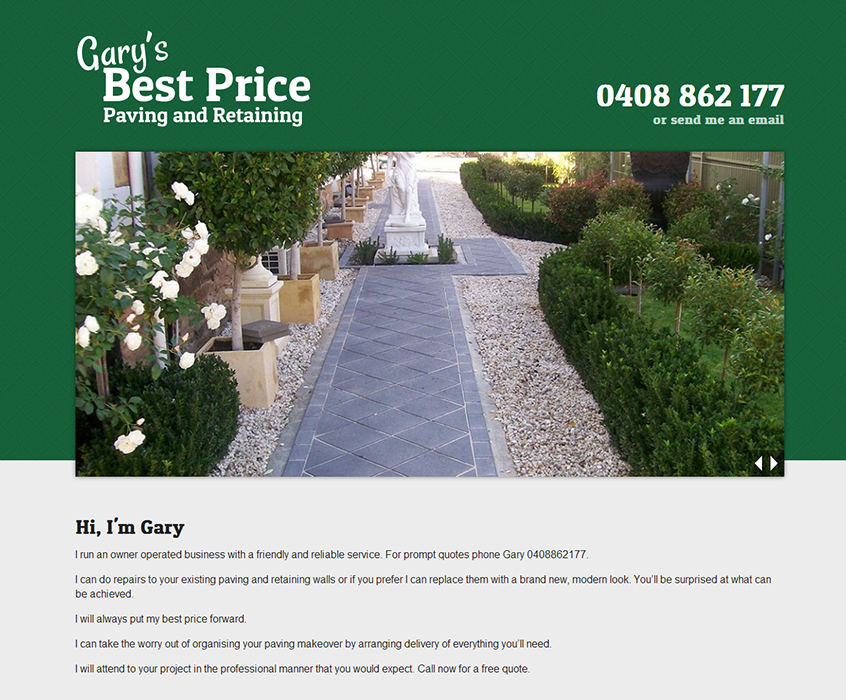 Gary's
Best Price
Paving and Retaining
0408 862 177
or send me an email
Hi, I'm Gary
I run an owner operated business with a friendly and reliable service. For prompt quotes phone Gary 0408862177.
I can do repairs to your existing paving and retaining walls or if you prefer I can replace them with a brand new, modern look. You'll be surprised at what can
be achieved.
I will always put my best price forward.
I can take the worry out of organising your paving makeover by arranging delivery of everything you'll need.
I will attend to your project in the professional manner that you would expect. Call now for a free quote.